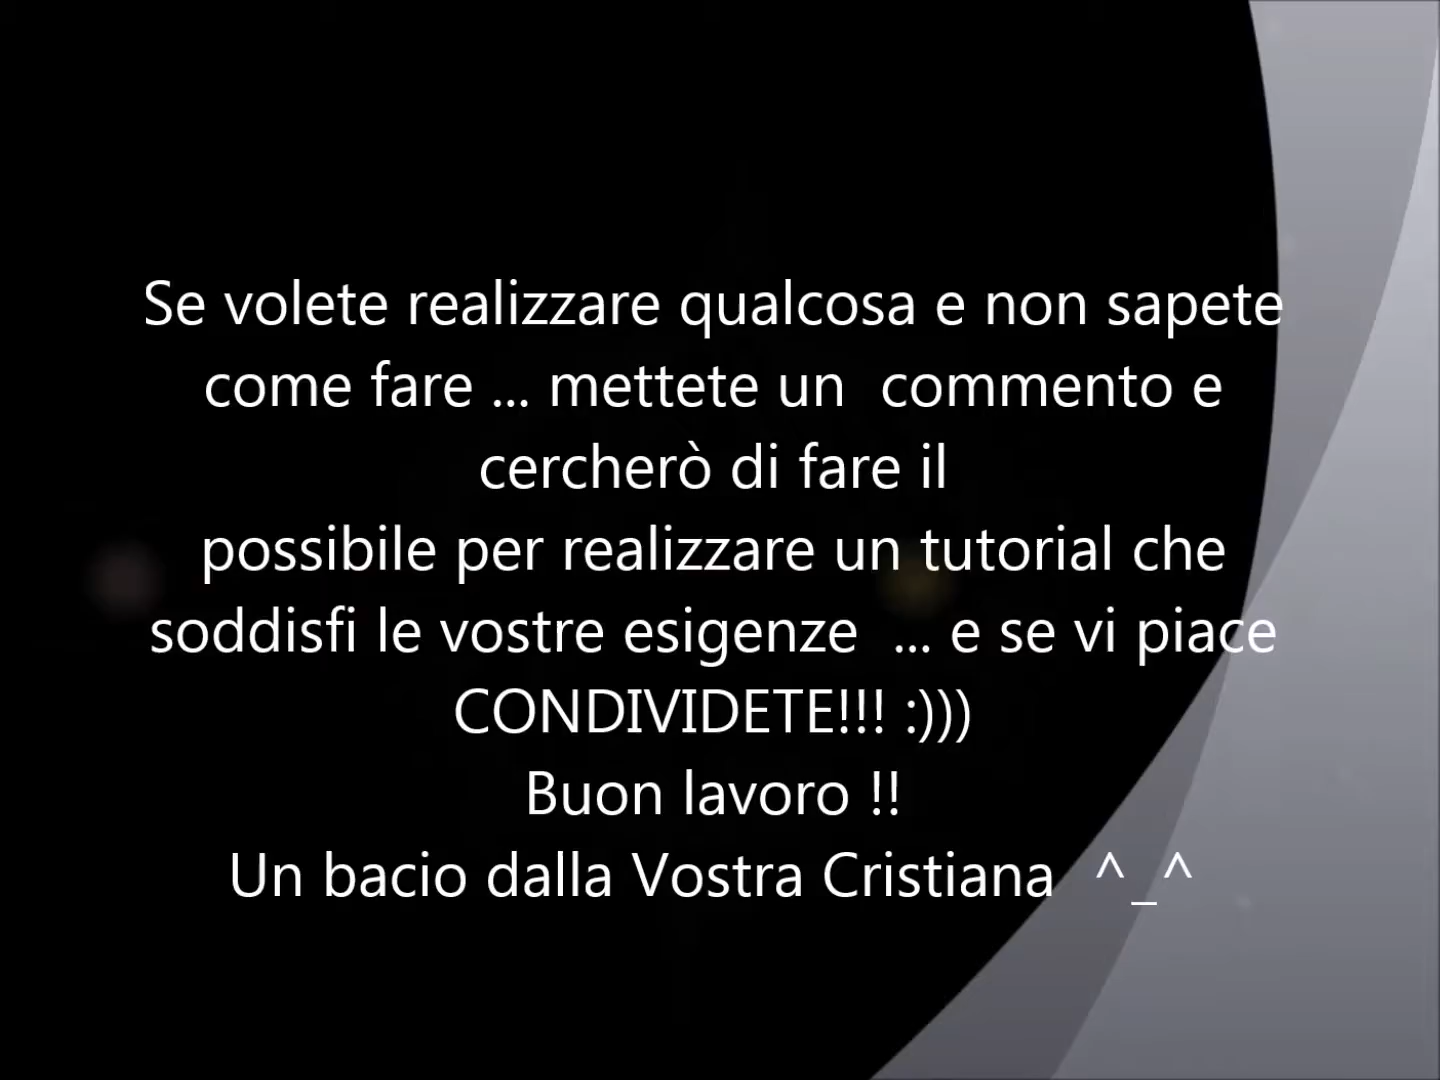 Se volete realizzare qualcosa e non sapete
come fare ... mettete un  commento e
cercherò di fare il
possibile per realizzare un tutorial che
soddisfi le vostre esigenze  ... e se vi piace
CONDIVIDETE!!! :)))
Buon lavoro !!
Un bacio dalla Vostra Cristiana  ^_^